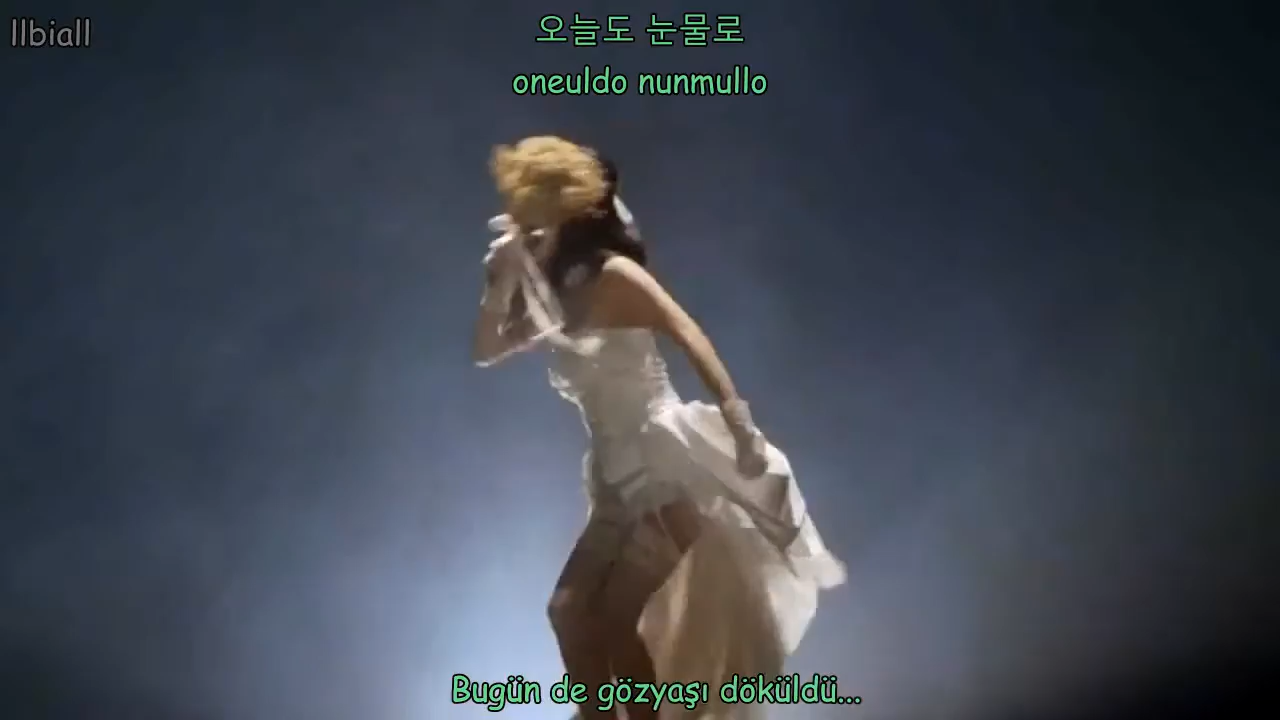 llbiall
오늘도 눈물로
oneuldo nunmullo
Bugün de gözyaşı döküldü...